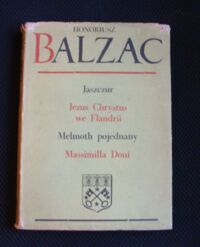 HONORIUSZ
BALZAC
Jaszczur
Jezus Chrystus
we Flandrii
Melmoth pojednany
Massimilla Doni